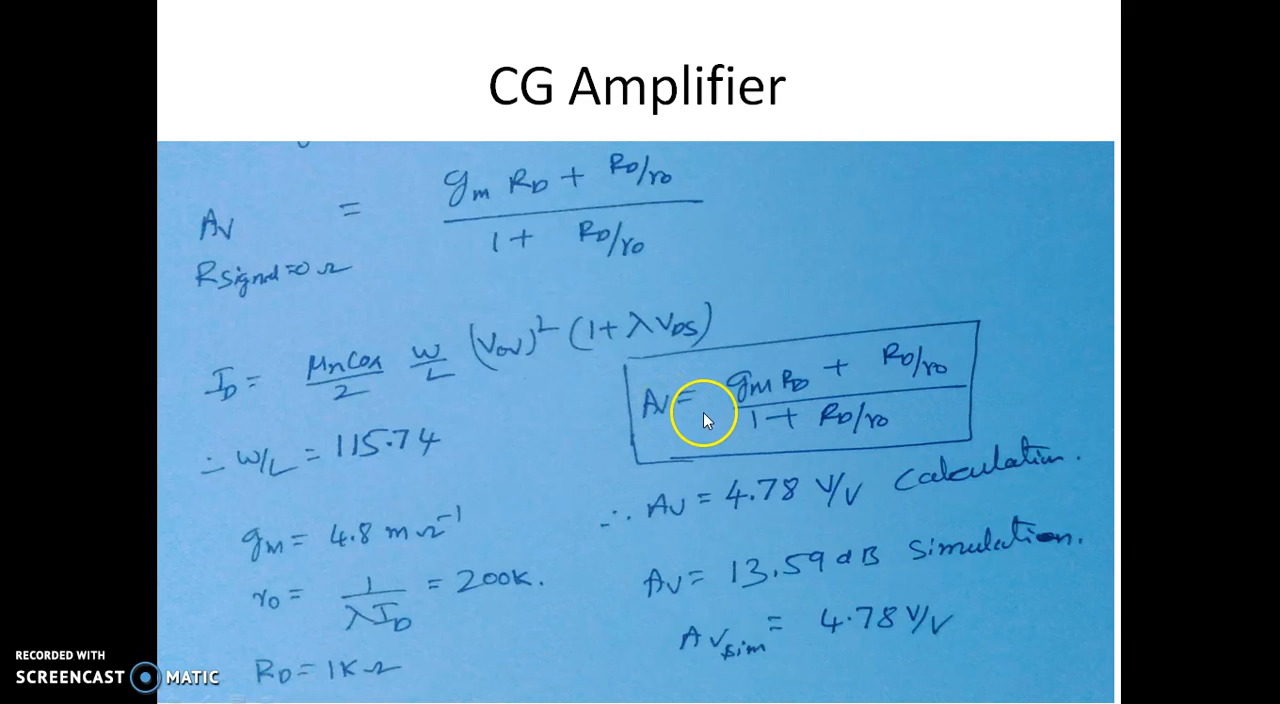 CG Amplifier
Av = gm RD + RD/ro
1 + RD/ro
Rsignal=0Ω
ID = μnCox/2 W/L (Vov)² (1+λVDS)
∴ W/L = 115.74
gm = 4.8 mΩ⁻¹
ro = 1/λID = 200K.
RD = 1KΩ
Av = gm RD + RD/ro
1 + RD/ro
∴ Av = 4.78 V/V Calculation.
Av = 13.59 dB Simulation.
Avsim = 4.78 V/V
RECORDED WITH
SCREENCAST MATIC